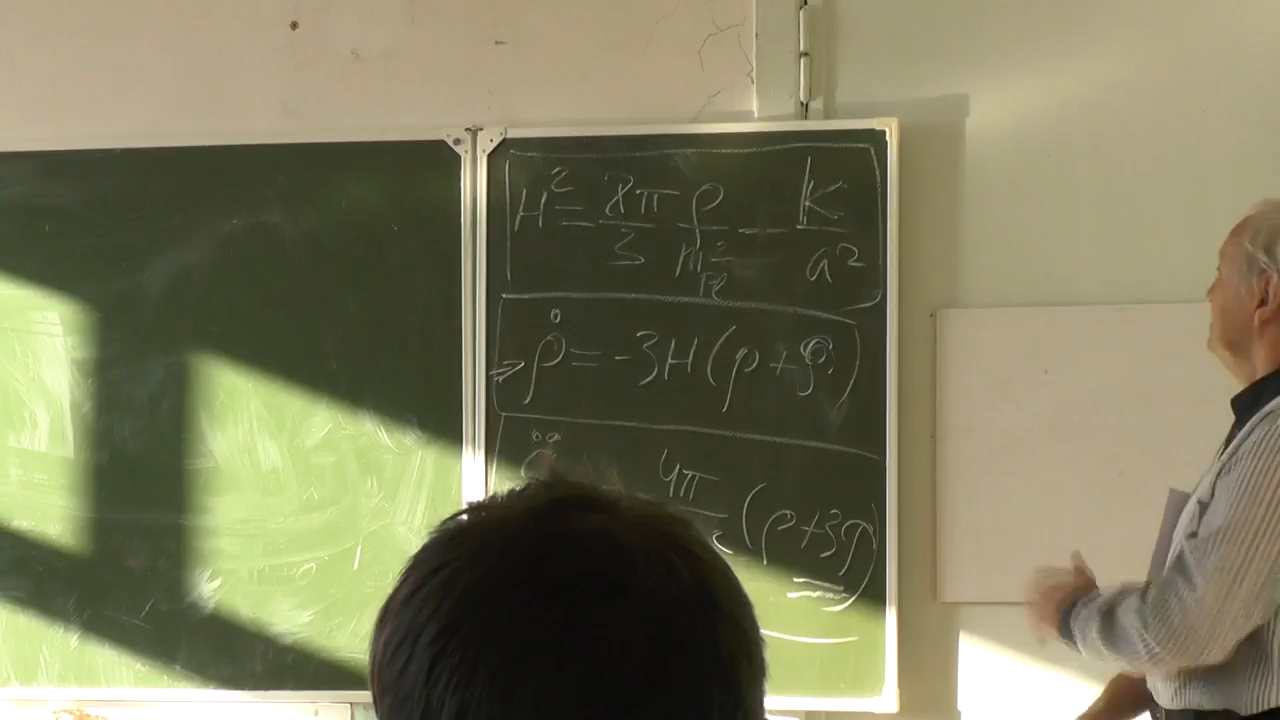 H² = 8π/3 ρ/m²Pl - K/a²
→ ρ̇ = -3H(ρ+p)
ä 4π (ρ+3p)